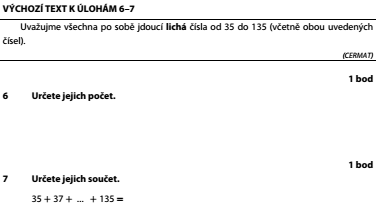 VÝCHOZÍ TEXT K ÚLOHÁM 6–7
Uvažujme všechna po sobě jdoucí lichá čísla od 35 do 135 (včetně obou uvedených
čísel).
(CERMAT)
1 bod
6 Určete jejich počet.
1 bod
7 Určete jejich součet.
35 + 37 + ... + 135 =